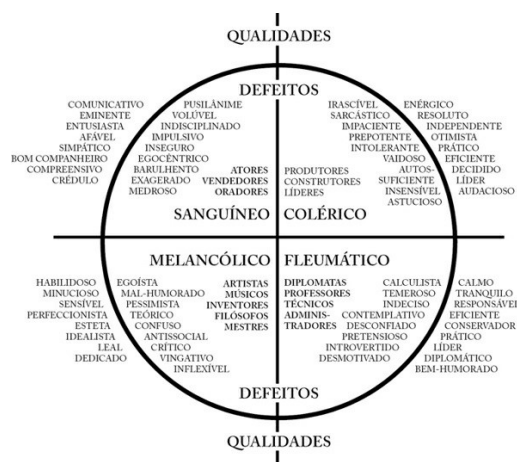 QUALIDADES
DEFEITOS
COMUNICATIVO
EMINENTE
ENTUSIASTA
AFÁVEL
SIMPÁTICO
BOM COMPANHEIRO
COMPREENSIVO
CRÉDULO
PUSILÂNIME
VOLÚVEL
INDISCIPLINADO
IMPULSIVO
INSEGURO
EGOCÊNTRICO
BARULHENTO
EXAGERADO
MEDROSO
ATORES
VENDEDORES
ORADORES
SANGUÍNEO
IRASCÍVEL
SARCÁSTICO
IMPACIENTE
PREPOTENTE
INTOLERANTE
VAIDOSO
AUTOS-
SUFICIENTE
INSENSÍVEL
ASTUCIOSO
ENÉRGICO
RESOLUTO
INDEPENDENTE
OTIMISTA
PRÁTICO
EFICIENTE
DECIDIDO
LÍDER
AUDACIOSO
PRODUTORES
CONSTRUTORES
LÍDERES
COLÉRICO
MELANCÓLICO
HABILIDOSO
MINUCIOSO
SENSÍVEL
PERFECCIONISTA
ESTETA
IDEALISTA
LEAL
DEDICADO
EGOÍSTA
MAL-HUMORADO
PESSIMISTA
TEÓRICO
CONFUSO
ANTISSOCIAL
CRÍTICO
VINGATIVO
INFLEXÍVEL
ARTISTAS
MÚSICOS
INVENTORES
FILÓSOFOS
MESTRES
FLEUMÁTICO
DIPLOMATAS
PROFESSORES
TÉCNICOS
ADMINIS-
TRADORES
CALCULISTA
TEMEROSO
INDECISO
CONTEMPLATIVO
DESCONFIADO
PRETENSIOSO
INTROVERTIDO
DESMOTIVADO
CALMO
TRANQUILO
RESPONSÁVEL
EFICIENTE
CONSERVADOR
PRÁTICO
LÍDER
DIPLOMÁTICO
BEM-HUMORADO
DEFEITOS
QUALIDADES